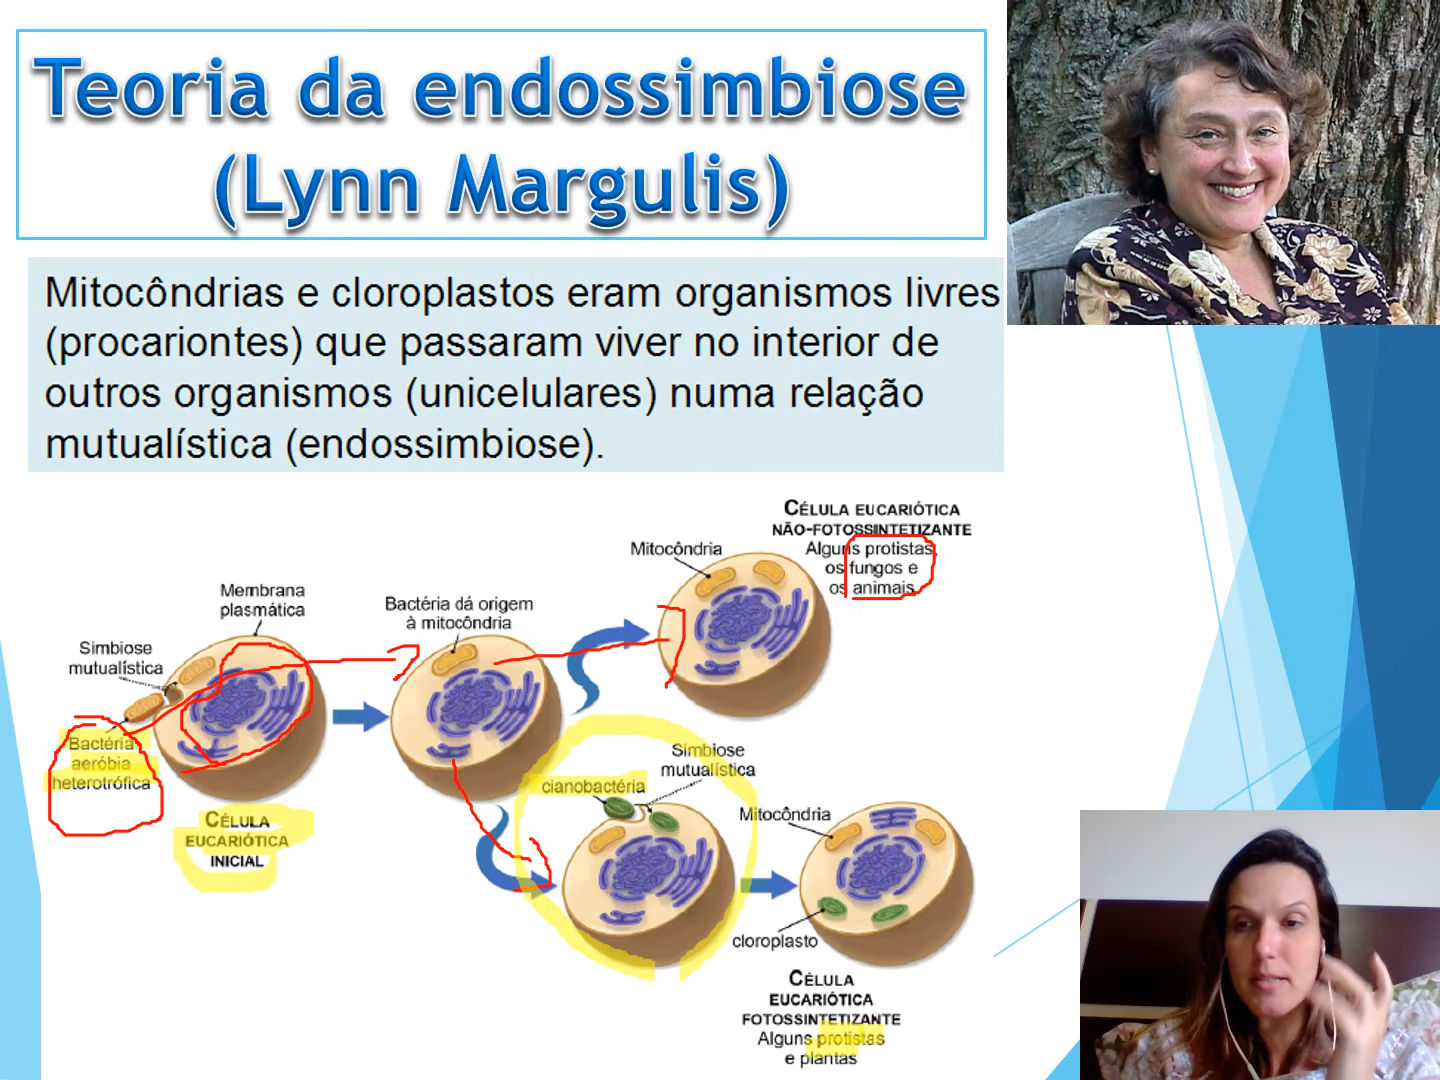 Teoria da endossimbiose
(Lynn Margulis)
Mitocôndrias e cloroplastos eram organismos livres
(procariontes) que passaram viver no interior de
outros organismos (unicelulares) numa relação
mutualística (endossimbiose).
CÉLULA EUCARIÓTICA
NÃO-FOTOSSINTETIZANTE
Alguns protistas,
os fungos e
os animais
Mitocôndria
Membrana
plasmática
Bactéria dá origem
à mitocôndria
Simbiose
mutualística
Bactéria
aeróbia
heterotrófica
CÉLULA
EUCARIÓTICA
INICIAL
Simbiose
mutualística
cianobactéria
Mitocôndria
cloroplasto
CÉLULA
EUCARIÓTICA
FOTOSSINTETIZANTE
Alguns protistas
e plantas